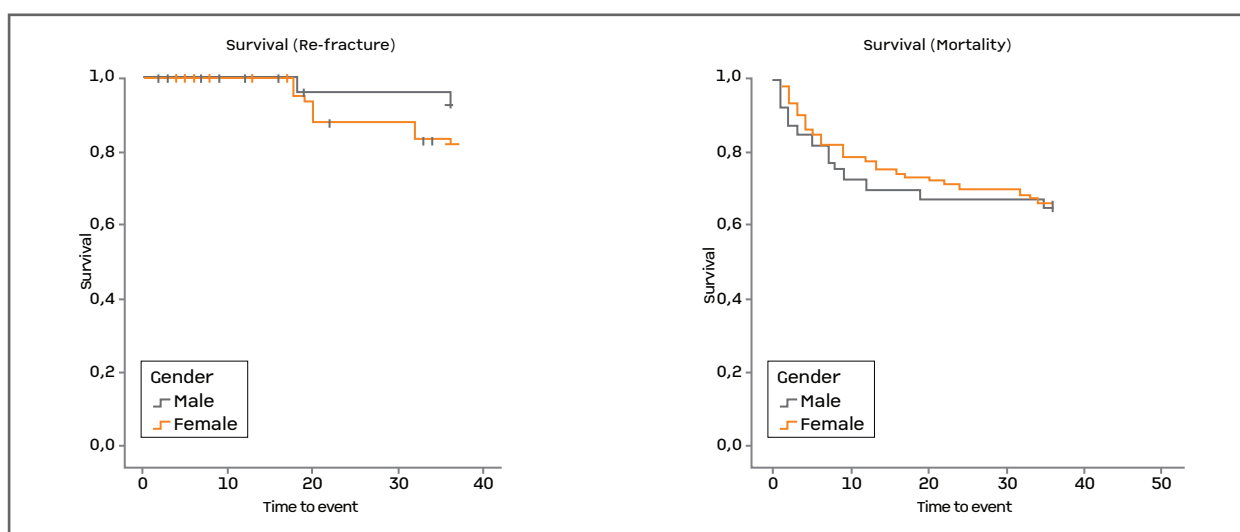 Survival (Re-fracture)
1,0
0,8
0,6
0,4
0,2
0,0
Survival
Gender
Male
Female
0 10 20 30 40
Time to event
Survival (Mortality)
1,0
0,8
0,6
0,4
0,2
0,0
Survival
Gender
Male
Female
0 10 20 30 40 50
Time to event